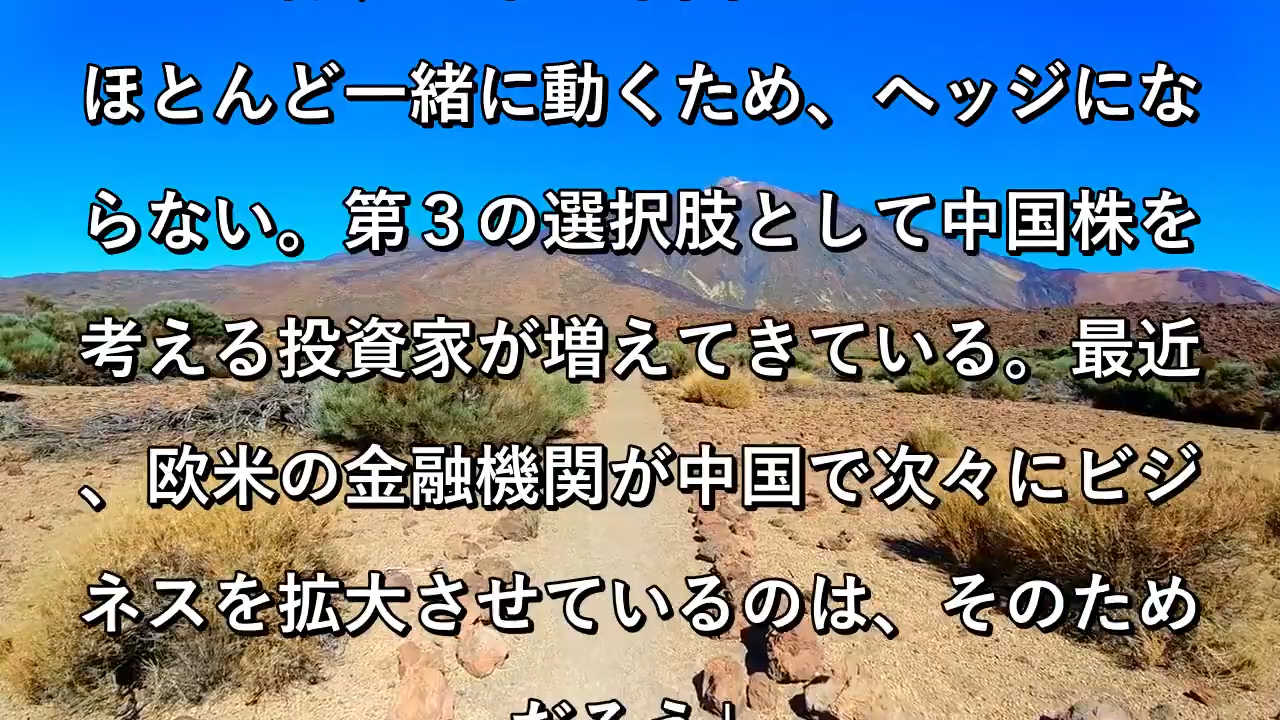 ほとんど一緒に動くため、ヘッジにな
らない。第３の選択肢として中国株を
考える投資家が増えてきている。最近
、欧米の金融機関が中国で次々にビジ
ネスを拡大させているのは、そのため
だろう」